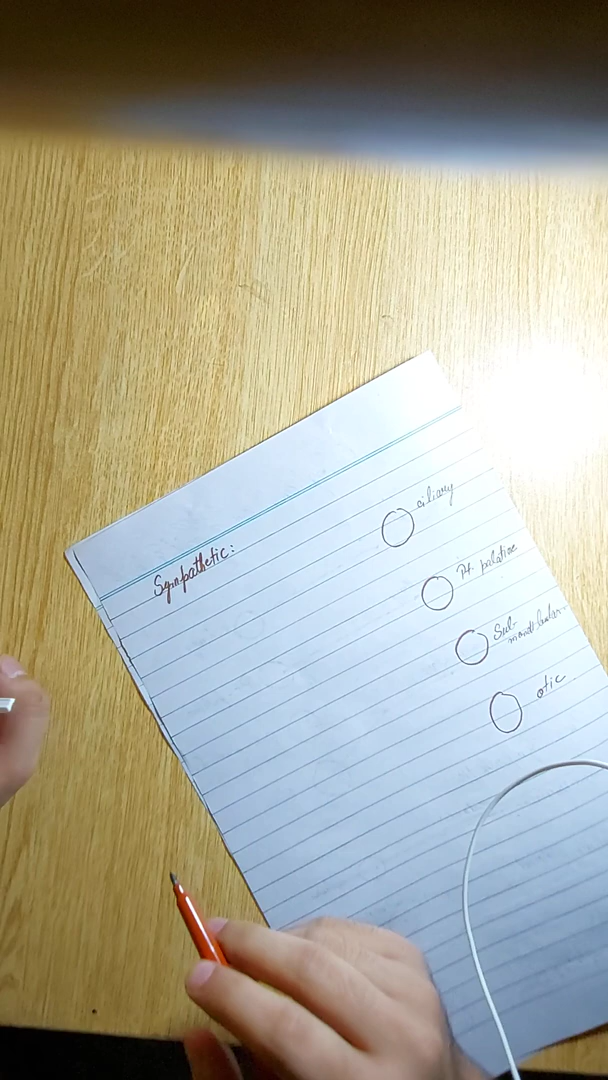 Sympathetic:
ciliary
Pt. palatine
Sub-
mandibular
otic